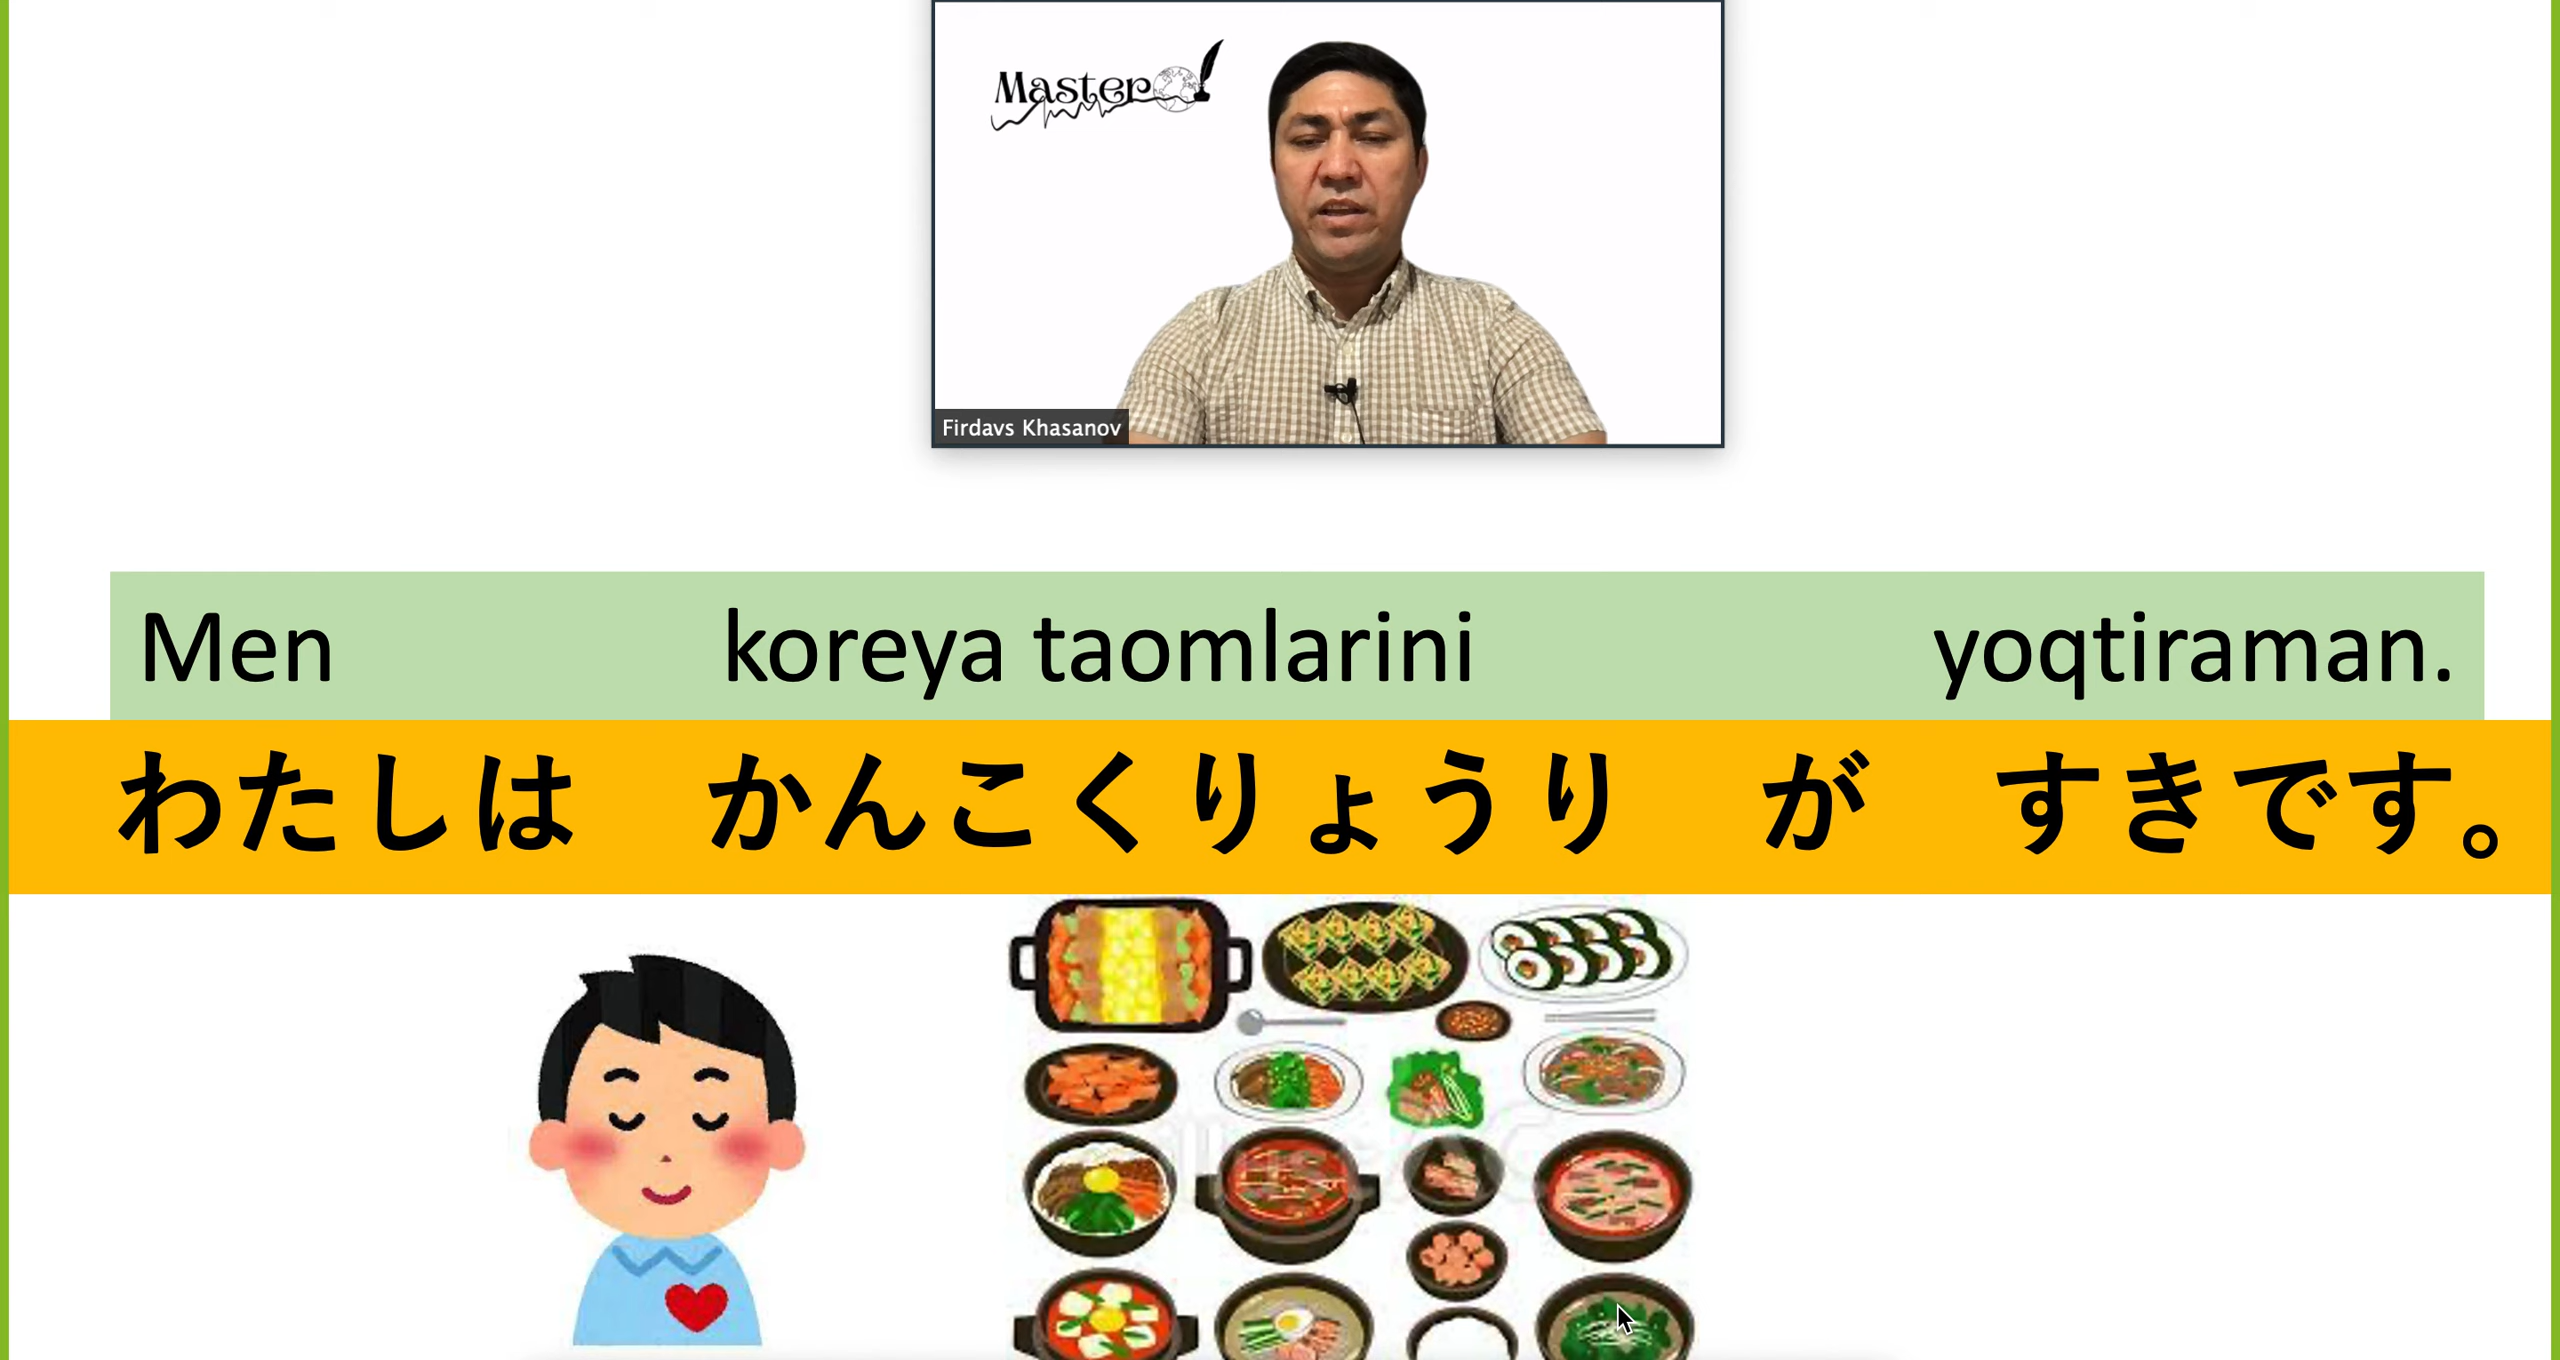 Master
Firdavs Khasanov
Men koreya taomlarini yoqtiraman.
わたしは かんこくりょうり が すきです。